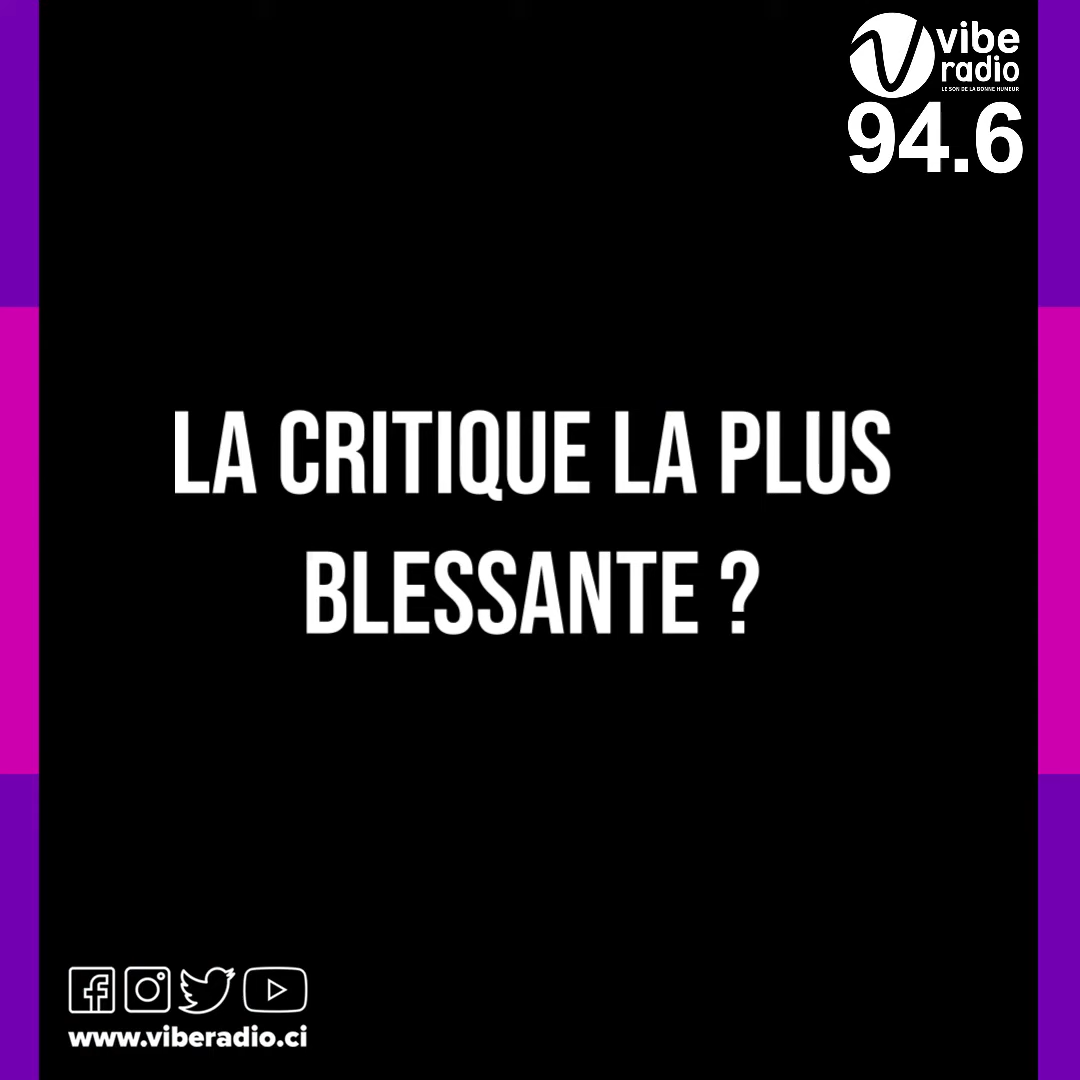 vibe
radio
LE SON DE LA BONNE HUMEUR
94.6
LA CRITIQUE LA PLUS
BLESSANTE ?
www.viberadio.ci